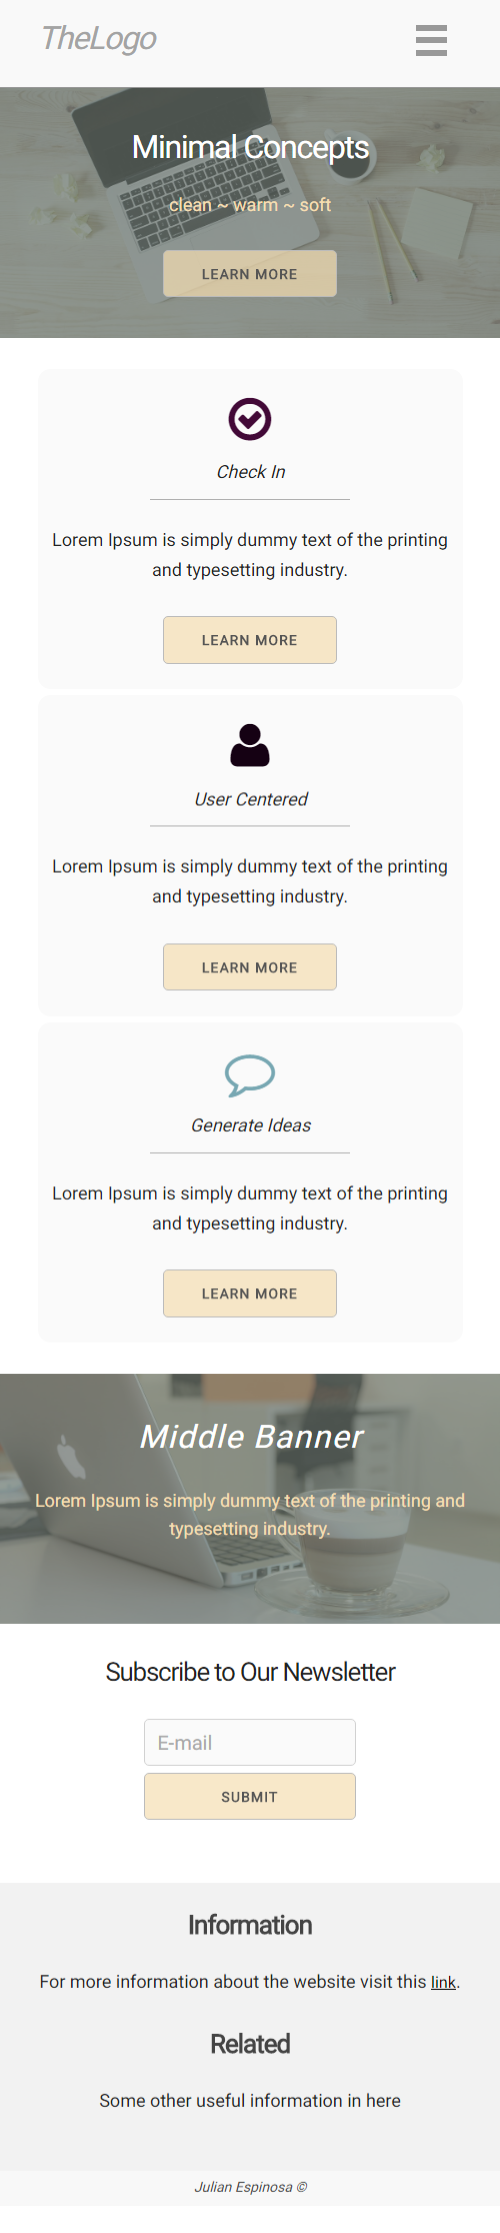 TheLogo
Minimal Concepts
clean ~ warm ~ soft
LEARN MORE
Check In
Lorem Ipsum is simply dummy text of the printing
and typesetting industry.
LEARN MORE
User Centered
Lorem Ipsum is simply dummy text of the printing
and typesetting industry.
LEARN MORE
Generate Ideas
Lorem Ipsum is simply dummy text of the printing
and typesetting industry.
LEARN MORE
Middle Banner
Lorem Ipsum is simply dummy text of the printing and
typesetting industry.
Subscribe to Our Newsletter
E-mail
SUBMIT
Information
For more information about the website visit this link.
Related
Some other useful information in here
Julian Espinosa ©